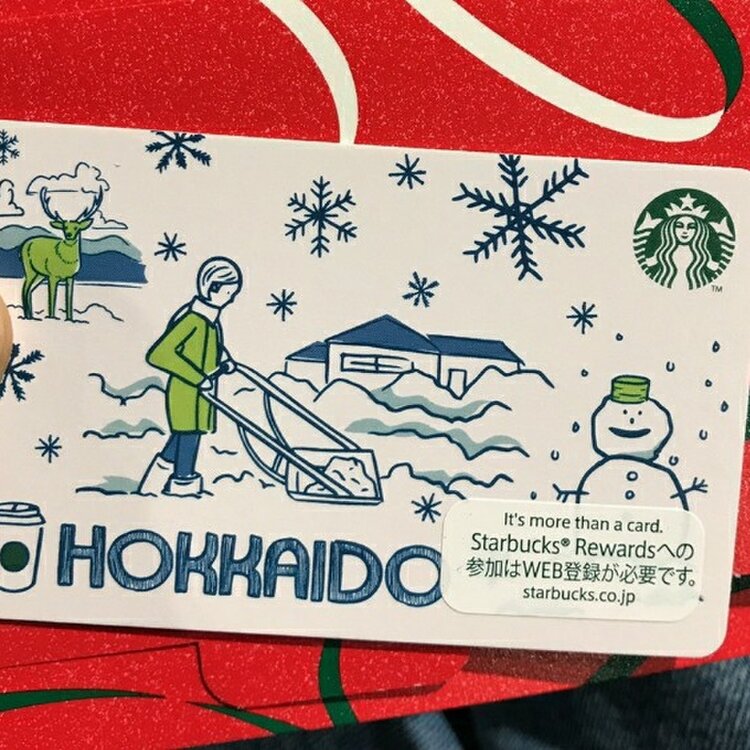 HOKKAIDO
It's more than a card.
Starbucks® Rewardsへの
参加はWEB登録が必要です。
starbucks.co.jp
TM